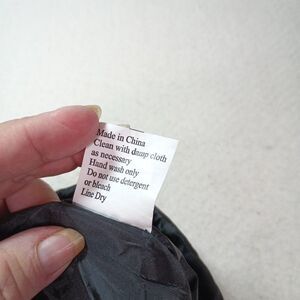 Made in China
Clean with damp cloth
as necessary
Hand wash only
Do not use detergent
or bleach
Line Dry